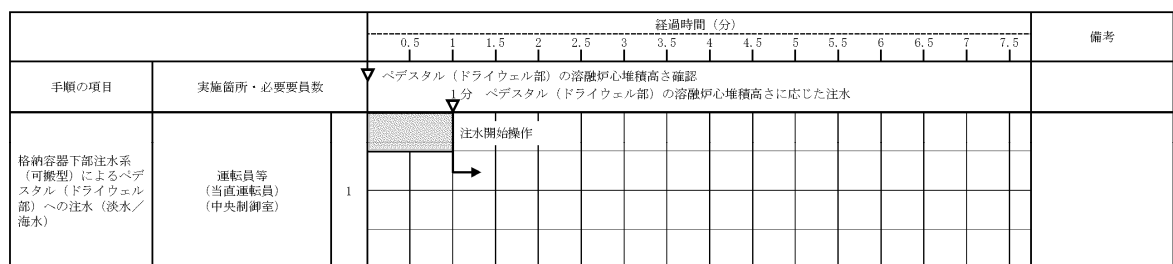 経過時間（分）
備考
0.5 1 1.5 2 2.5 3 3.5 4 4.5 5 5.5 6 6.5 7 7.5
手順の項目
実施箇所・必要要員数
ペデスタル（ドライウェル部）の溶融炉心堆積高さ確認
1分 ペデスタル（ドライウェル部）の溶融炉心堆積高さに応じた注水
格納容器下部注水系
（可搬型）によるペデ
スタル（ドライウェル
部）への注水（淡水／
海水）
運転員等
（当直運転員）
（中央制御室）
1
注水開始操作